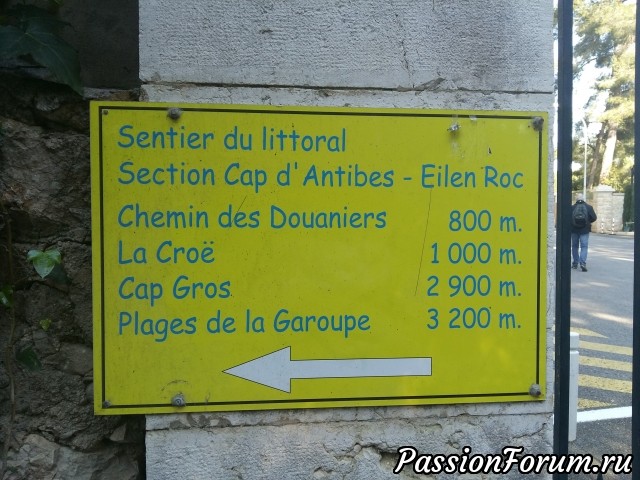 Sentier du littoral
Section Cap d'Antibes - Eilen Roc
Chemin des Douaniers 800 m.
La Croë 1 000 m.
Cap Gros 2 900 m.
Plages de la Garoupe 3 200 m.
PassionForum.ru